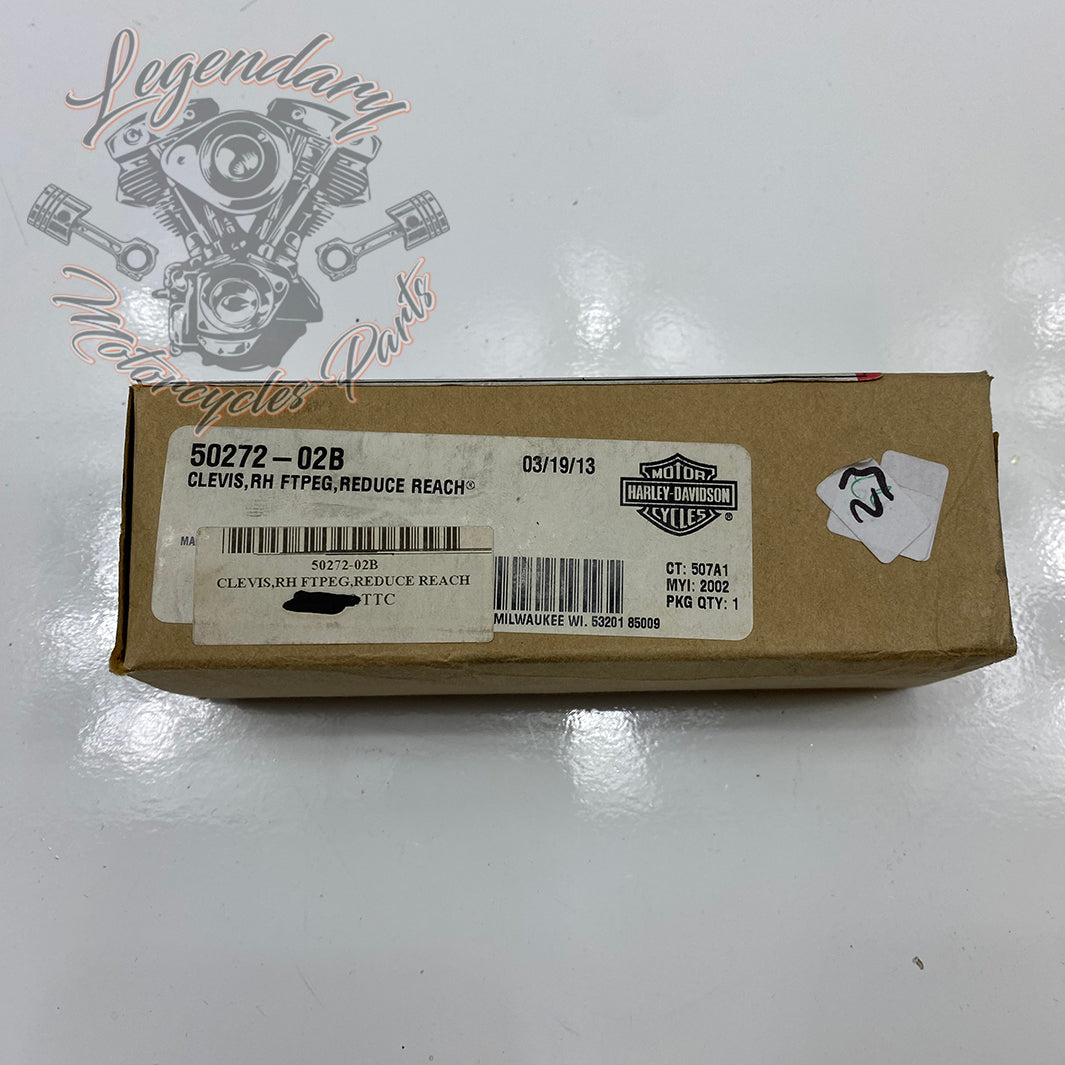 Legendary
Motorcycles Parts
50272-02B
03/19/13
CLEVIS,RH FTPEG,REDUCE REACH®
MOTOR
HARLEY-DAVIDSON
CYCLES
®
50272-02B
CLEVIS,RH FTPEG,REDUCE REACH
TTC
CT: 507A1
MYI: 2002
PKG QTY: 1
MILWAUKEE WI. 53201 85009
27